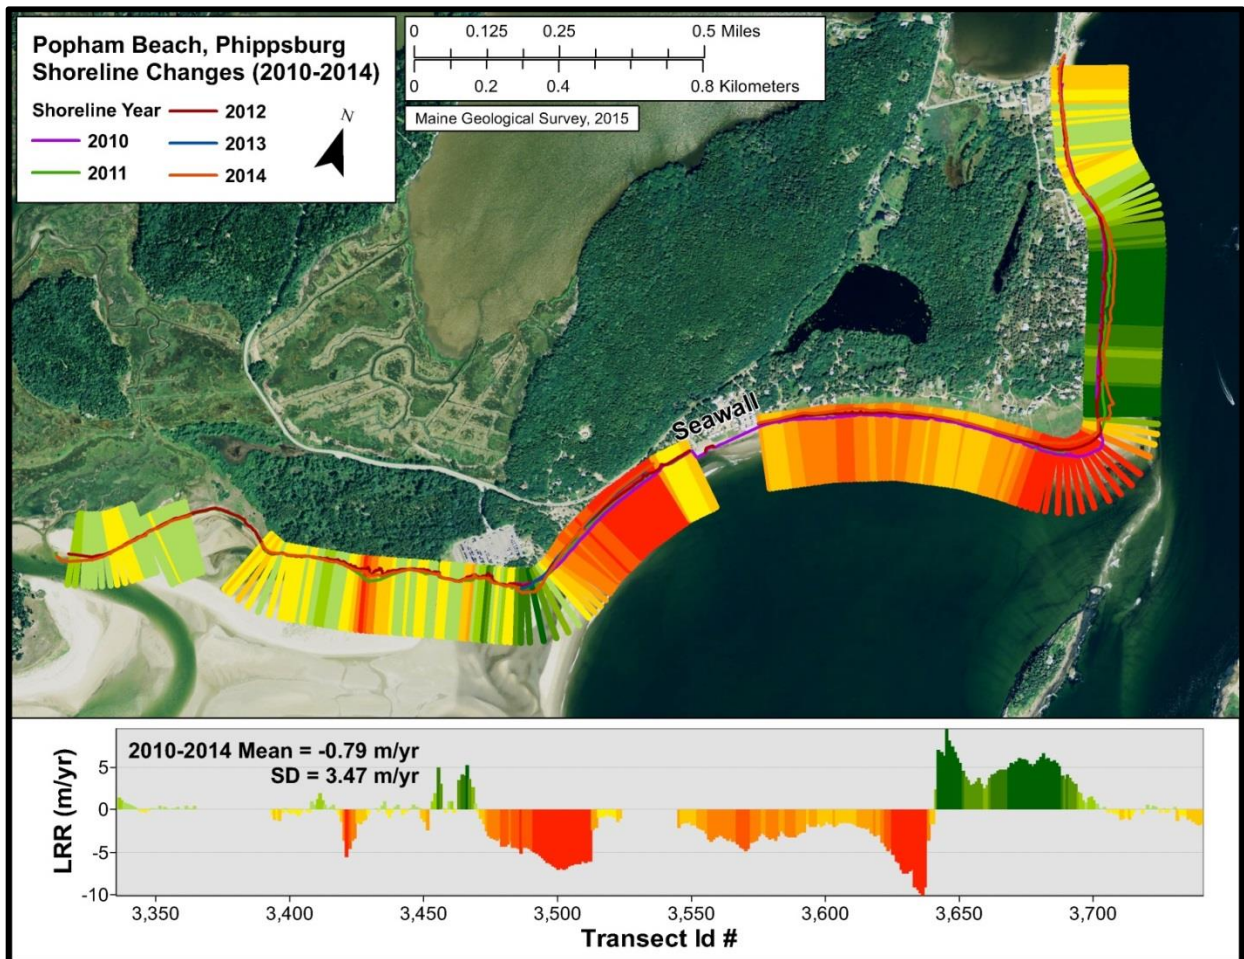 Popham Beach, Phippsburg
Shoreline Changes (2010-2014)
Shoreline Year
2010
2011
2012
2013
2014
N
0 0.125 0.25 0.5 Miles
0 0.2 0.4 0.8 Kilometers
Maine Geological Survey, 2015
Seawall
2010-2014 Mean = -0.79 m/yr
SD = 3.47 m/yr
LRR (m/yr)
5
0
-5
-10
3,350 3,400 3,450 3,500 3,550 3,600 3,650 3,700
Transect Id #